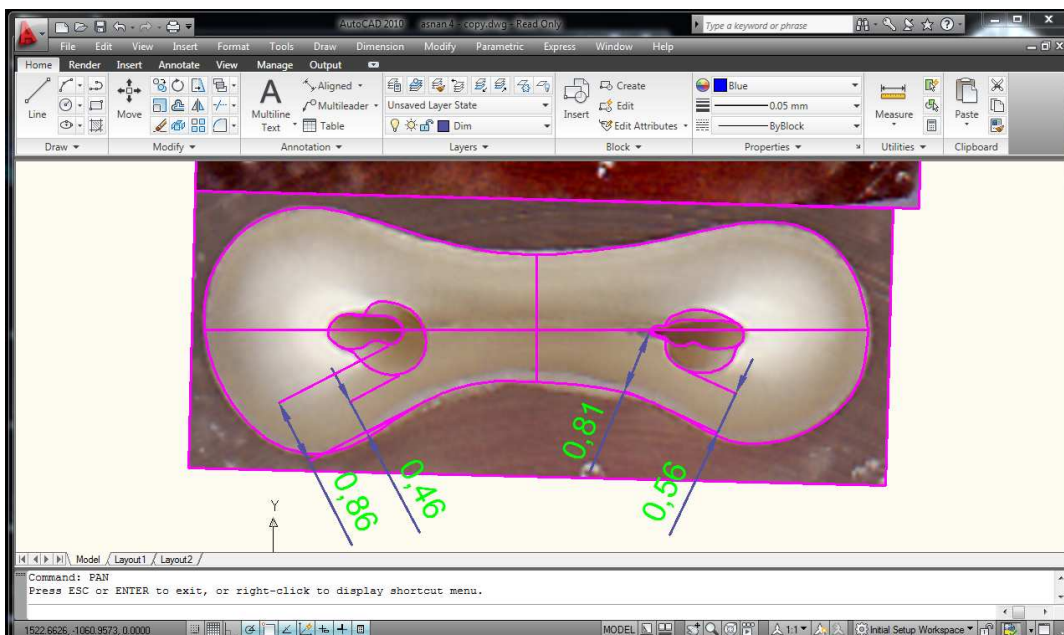 AutoCAD 2010 asnan 4 - copy.dwg - Read Only Type a keyword or phrase
File Edit View Insert Format Tools Draw Dimension Modify Parametric Express Window Help
Home Render Insert Annotate View Manage Output
Line Move A Multiline Text Aligned Multileader Table Unsaved Layer State Dim Insert Create Edit Edit Attributes Blue 0.05 mm ByBlock Measure Paste
Draw Modify Annotation Layers Block Properties Utilities Clipboard
0,86
0,46
0,81
0,56
Y
Model Layout1 Layout2
Command: PAN
Press ESC or ENTER to exit, or right-click to display shortcut menu.
1522.6626, -1060.9573, 0.0000 MODEL 1:1 Initial Setup Workspace